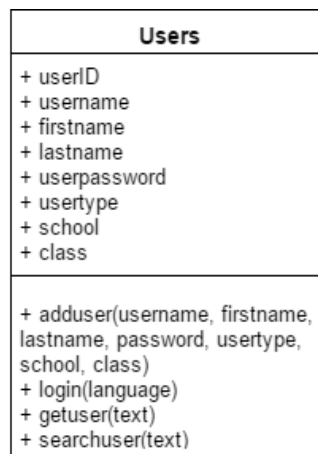 Users
+ userID
+ username
+ firstname
+ lastname
+ userpassword
+ usertype
+ school
+ class
+ adduser(username, firstname,
lastname, password, usertype,
school, class)
+ login(language)
+ getuser(text)
+ searchuser(text)